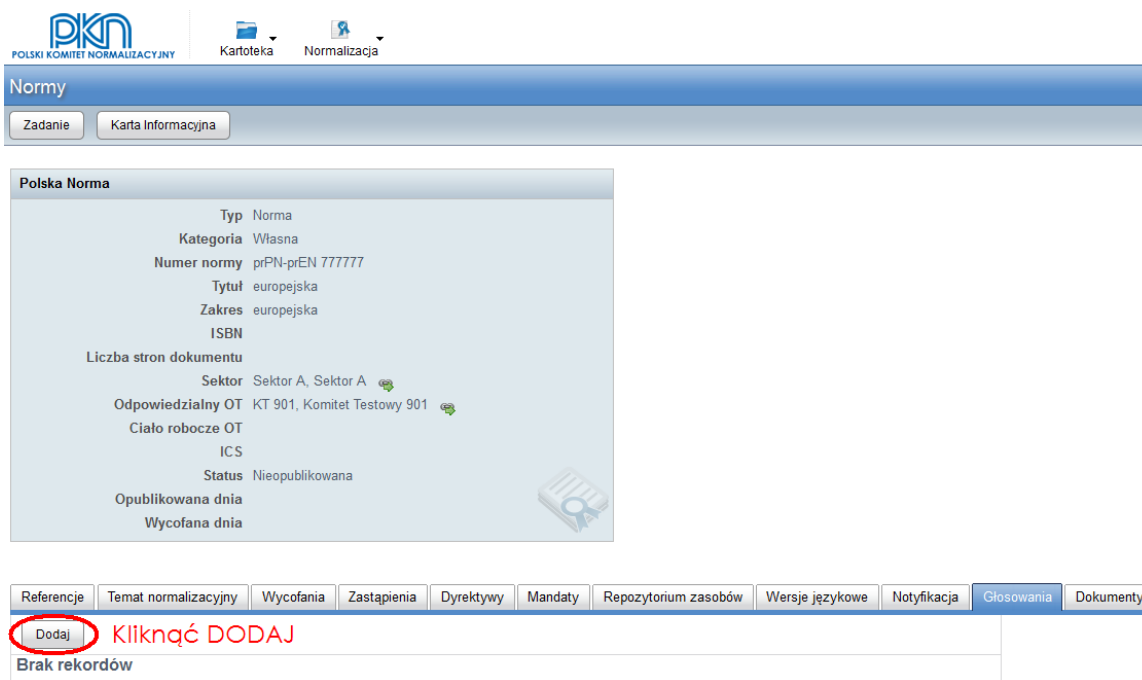 PKN
POLSKI KOMITET NORMALIZACYJNY
Kartoteka Normalizacja
Normy
Zadanie Karta Informacyjna
Polska Norma
Typ Norma
Kategoria Własna
Numer normy prPN-prEN 777777
Tytuł europejska
Zakres europejska
ISBN
Liczba stron dokumentu
Sektor Sektor A, Sektor A
Odpowiedzialny OT KT 901, Komitet Testowy 901
Ciało robocze OT
ICS
Status Nieopublikowana
Opublikowana dnia
Wycofana dnia
Referencje Temat normalizacyjny Wycofania Zastąpienia Dyrektywy Mandaty Repozytorium zasobów Wersje językowe Notyfikacja Głosowania Dokumenty
Dodaj Kliknąć DODAJ
Brak rekordów